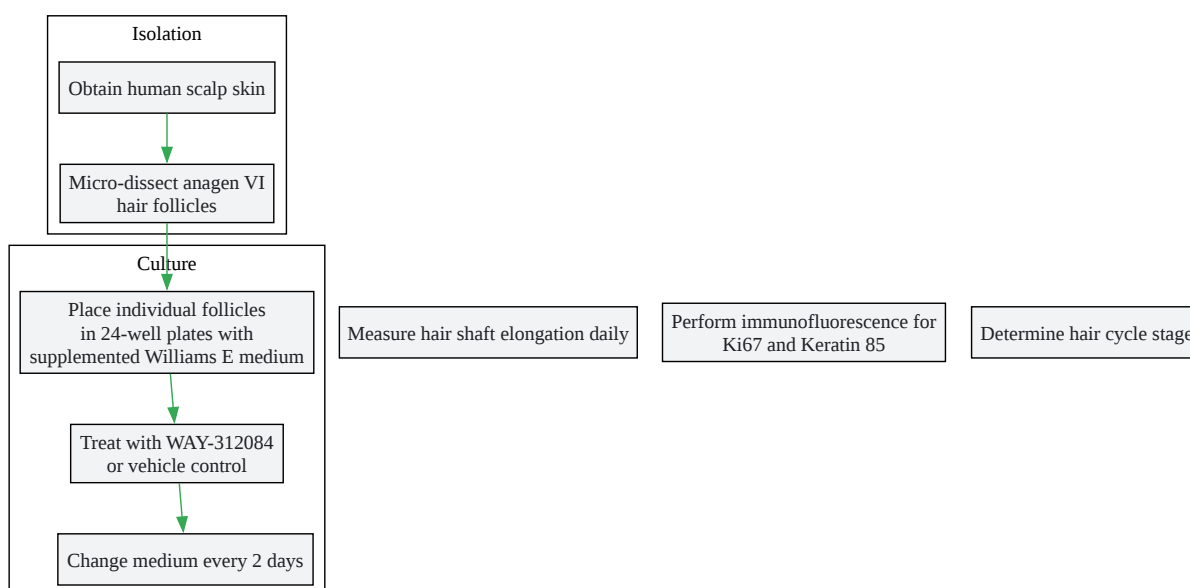 Isolation
Obtain human scalp skin
Micro-dissect anagen VI
hair follicles
Culture
Place individual follicles
in 24-well plates with
supplemented Williams E medium
Measure hair shaft elongation daily
Perform immunofluorescence for
Ki67 and Keratin 85
Determine hair cycle stage
Treat with WAY-312084
or vehicle control
Change medium every 2 days